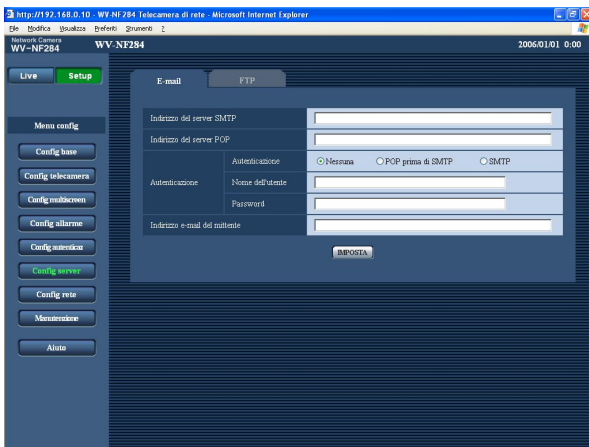 http://192.168.0.10 - WV-NF284 Telecamera di rete - Microsoft Internet Explorer
File Modifica Visualizza Preferiti Strumenti ?
Network Camera
WV-NF284
WV-NF284
2006/01/01 0:00
Live Setup
E-mail FTP
Menu config
Config base
Config telecamera
Config multiscreen
Config allarme
Config autenticaz
Config server
Config rete
Manutenzione
Aiuto
Indirizzo del server SMTP
Indirizzo del server POP
Autenticazione
Autenticazione
Nessuna POP prima di SMTP SMTP
Nome dell'utente
Password
Indirizzo e-mail del mittente
IMPOSTA